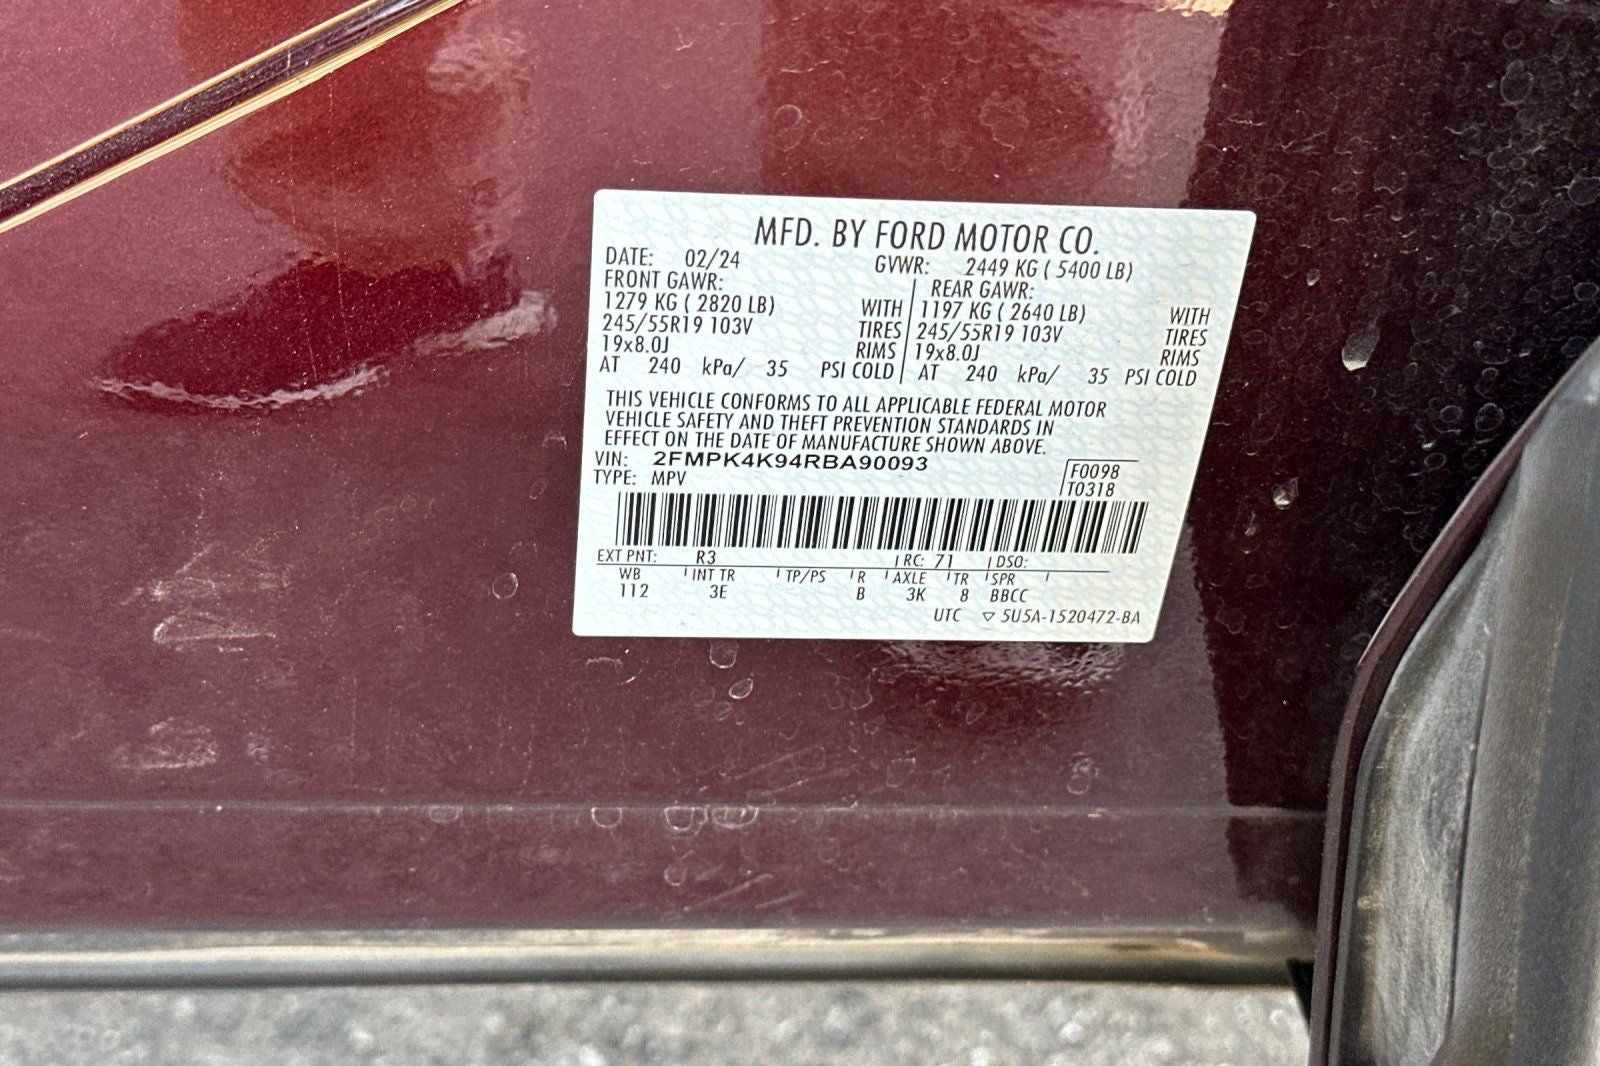 MFD. BY FORD MOTOR CO.
DATE: 02/24 GVWR: 2449 KG ( 5400 LB)
FRONT GAWR: REAR GAWR:
1279 KG ( 2820 LB) WITH 1197 KG ( 2640 LB) WITH
245/55R19 103V TIRES 245/55R19 103V TIRES
19x8.0J RIMS 19x8.0J RIMS
AT 240 kPa/ 35 PSI COLD AT 240 kPa/ 35 PSI COLD
THIS VEHICLE CONFORMS TO ALL APPLICABLE FEDERAL MOTOR
VEHICLE SAFETY AND THEFT PREVENTION STANDARDS IN
EFFECT ON THE DATE OF MANUFACTURE SHOWN ABOVE.
VIN: 2FMPK4K94RBA90093 F0098
TYPE: MPV T0318
EXT PNT: R3 RC: 71 DSO:
WB INT TR TP/PS R AXLE TR SPR
112 3E B 3K 8 BBCC
UTC ▽ 5U5A-1520472-BA